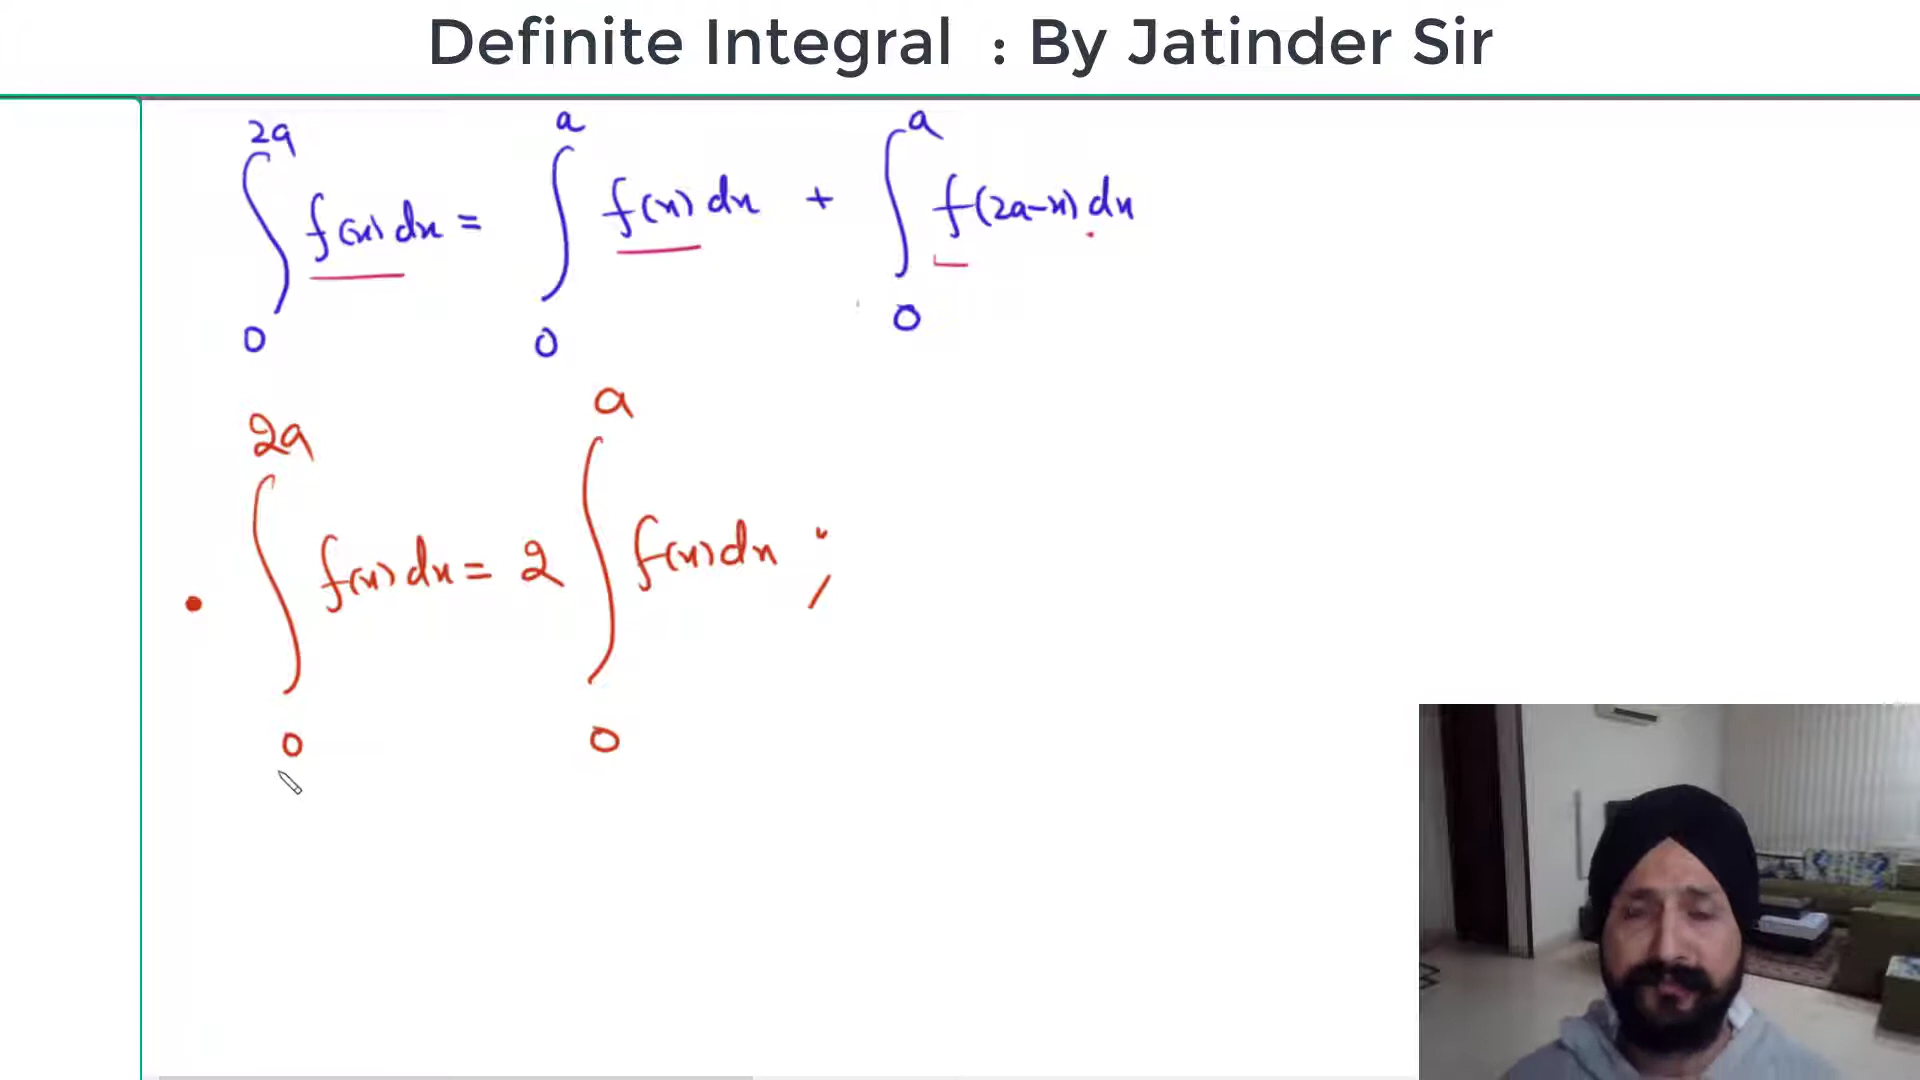 Definite Integral : By Jatinder Sir
∫₀²ᵃ f(x) dx = ∫₀ᵃ f(x) dx + ∫₀ᵃ f(2a-x) dx
∫₀²ᵃ f(x) dx = 2 ∫₀ᵃ f(x) dx ;